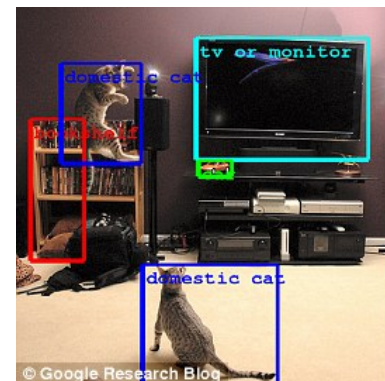 tv or monitor
domestic cat
bookshelf
domestic cat
© Google Research Blog